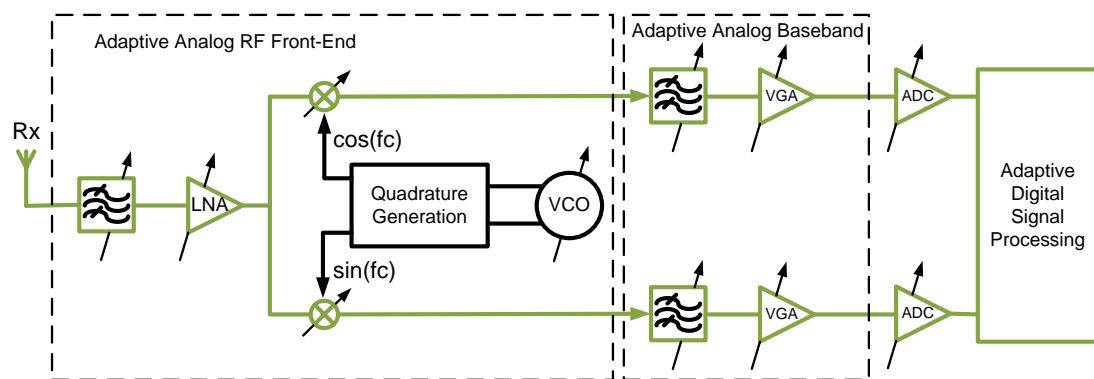 Adaptive Analog RF Front-End
Adaptive Analog Baseband
Rx
LNA
cos(fc)
Quadrature
Generation
VCO
sin(fc)
VGA
ADC
VGA
ADC
Adaptive
Digital
Signal
Processing